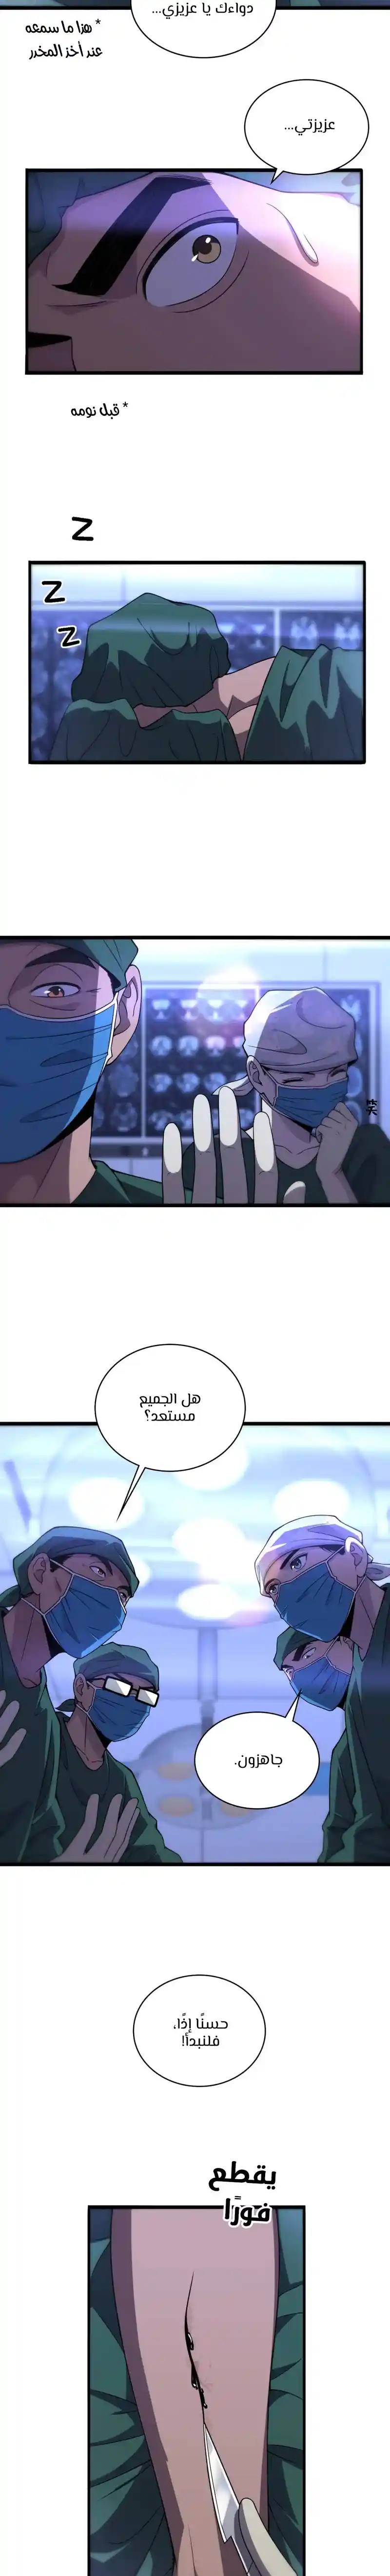 دواءك يا عزيزي...
* هذا ما سمعه
عند أخذ المخدر
عزيزتي...
* قبل نومه
Z
Z
Z
笑
هل الجميع
مستعد؟
جاهزون.
حسنًا إذًا،
فلنبدأ!
يقطع
فورًا